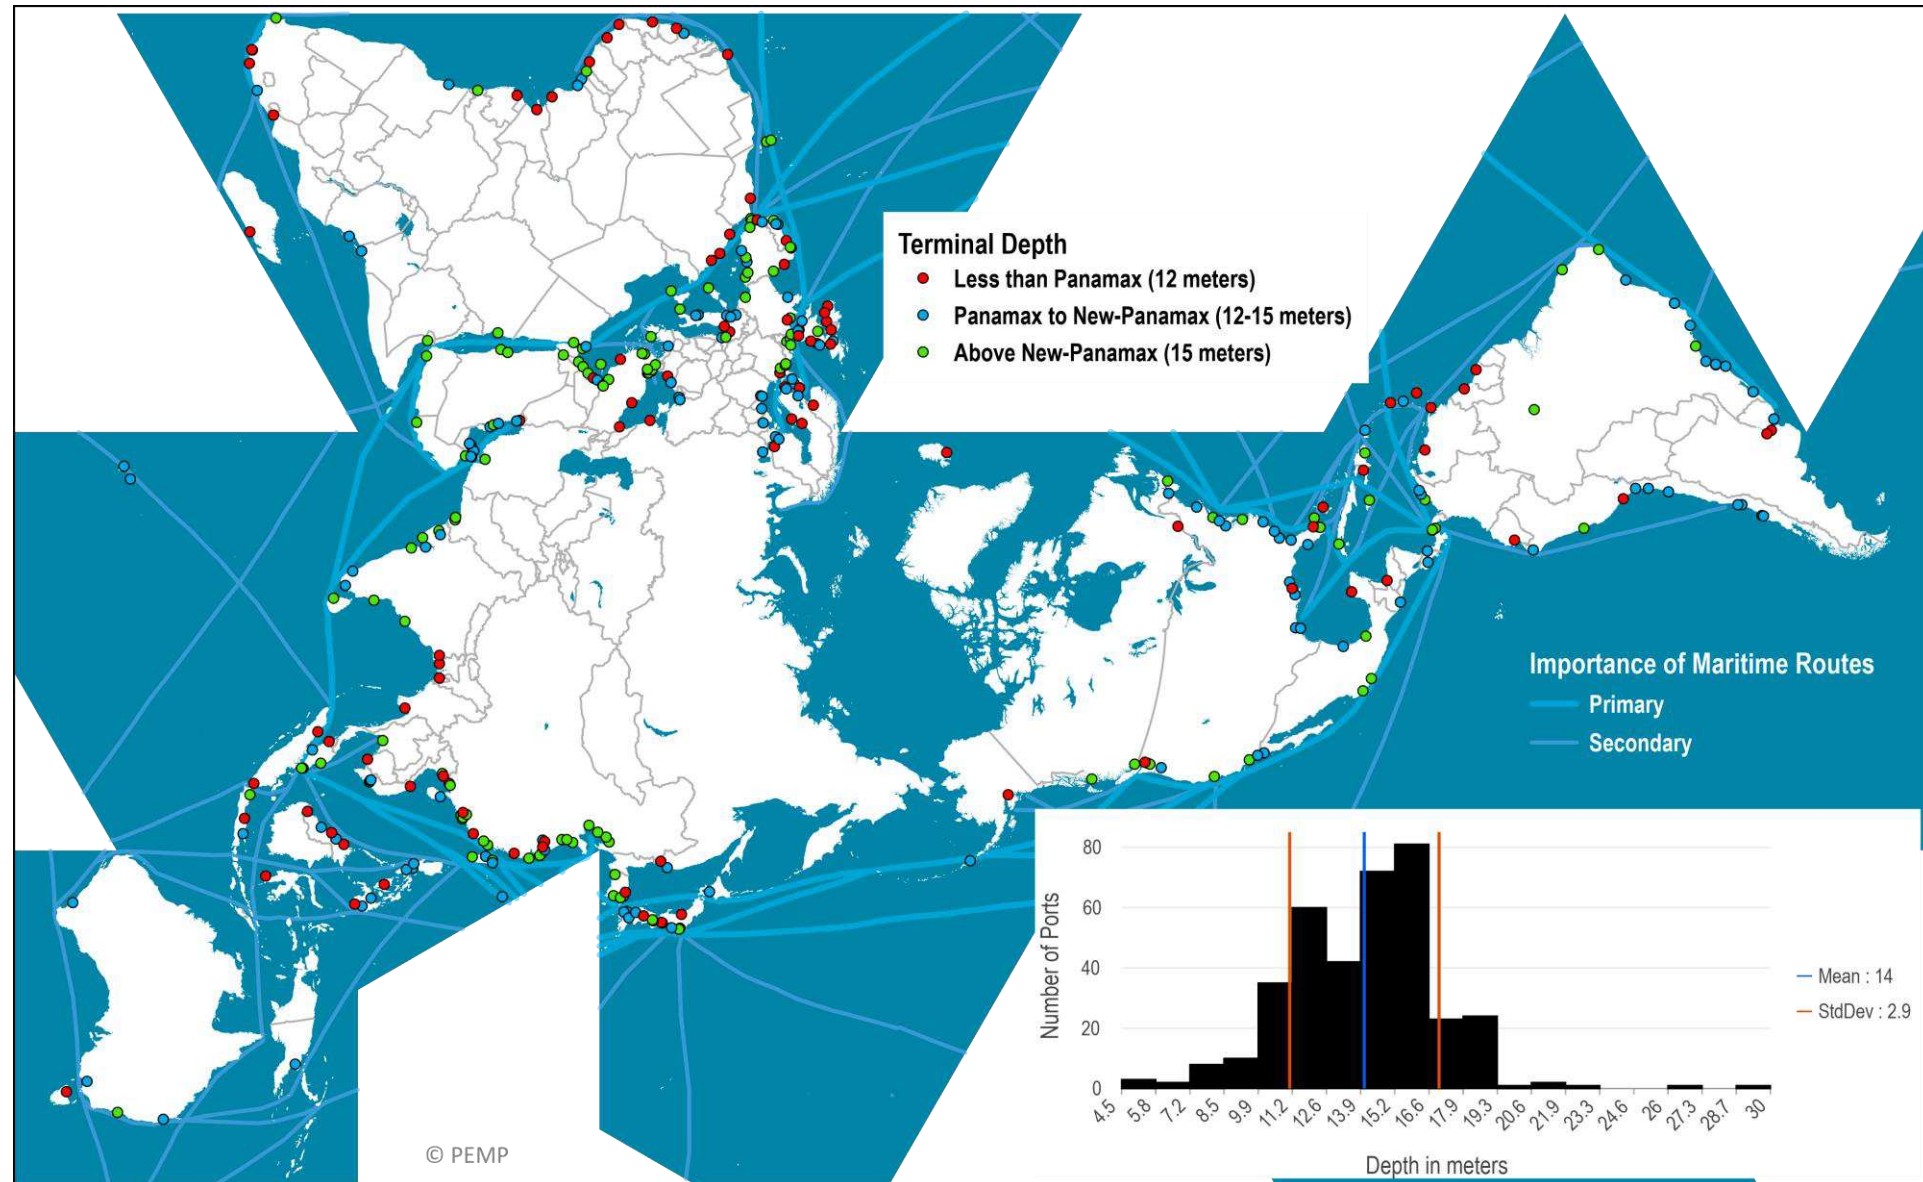 Terminal Depth
Less than Panamax (12 meters)
Panamax to New-Panamax (12-15 meters)
Above New-Panamax (15 meters)
Importance of Maritime Routes
Primary
Secondary
80
60
40
20
0
Number of Ports
4.5
5.8
7.2
8.5
9.9
11.2
12.6
13.9
15.2
16.6
17.9
19.3
20.6
21.9
23.3
24.6
26
27.3
28.7
30
Depth in meters
Mean : 14
StdDev : 2.9
© PEMP